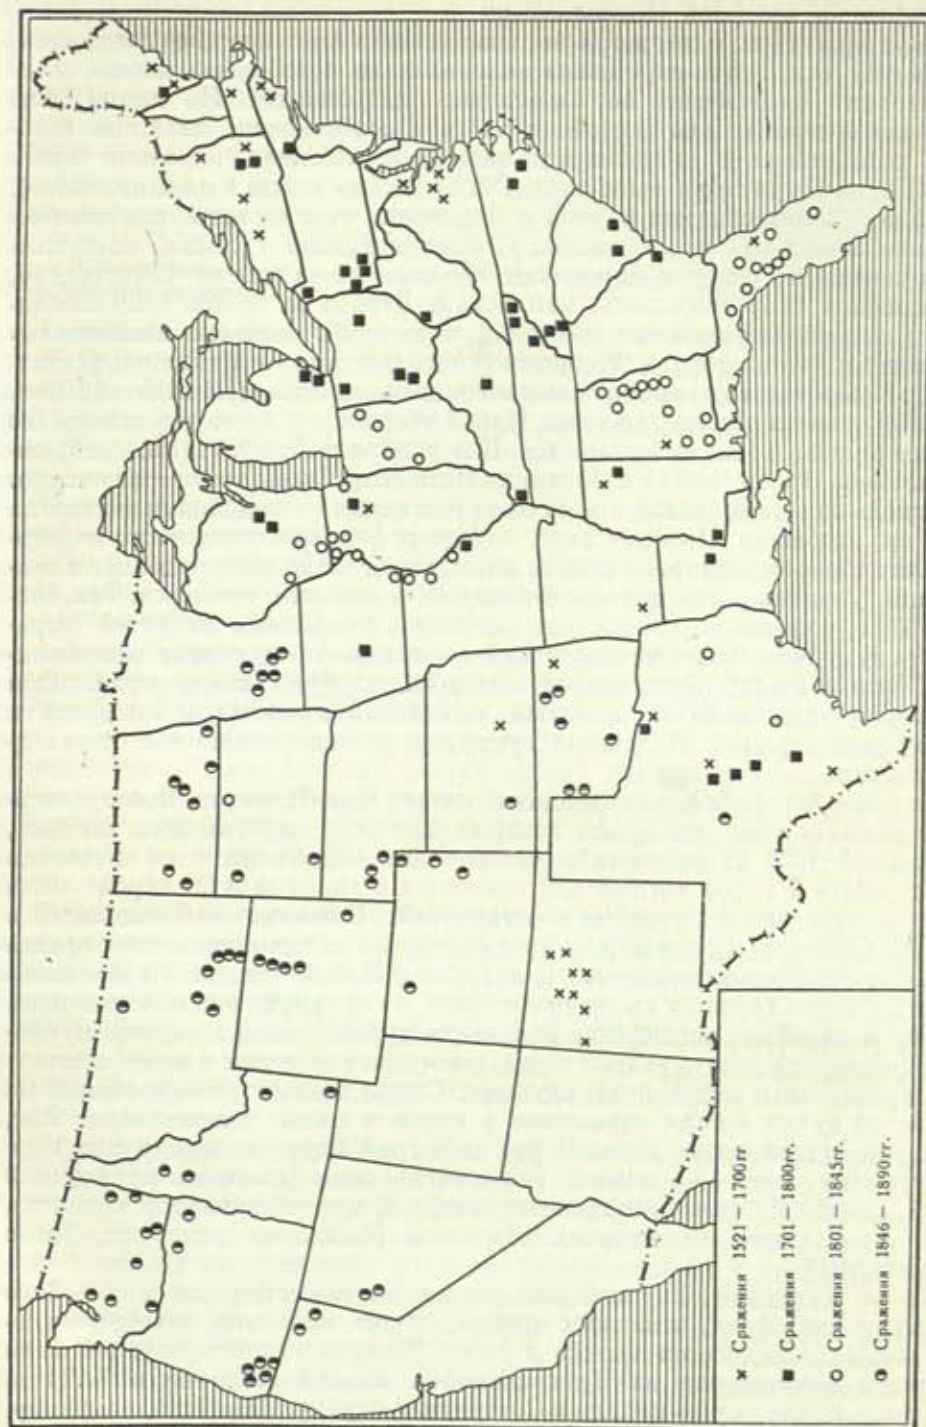 × Сражения 1521 — 1700гг
■ Сражения 1701 — 1800гг.
○ Сражения 1801 — 1845гг.
◒ Сражения 1846 — 1890гг.